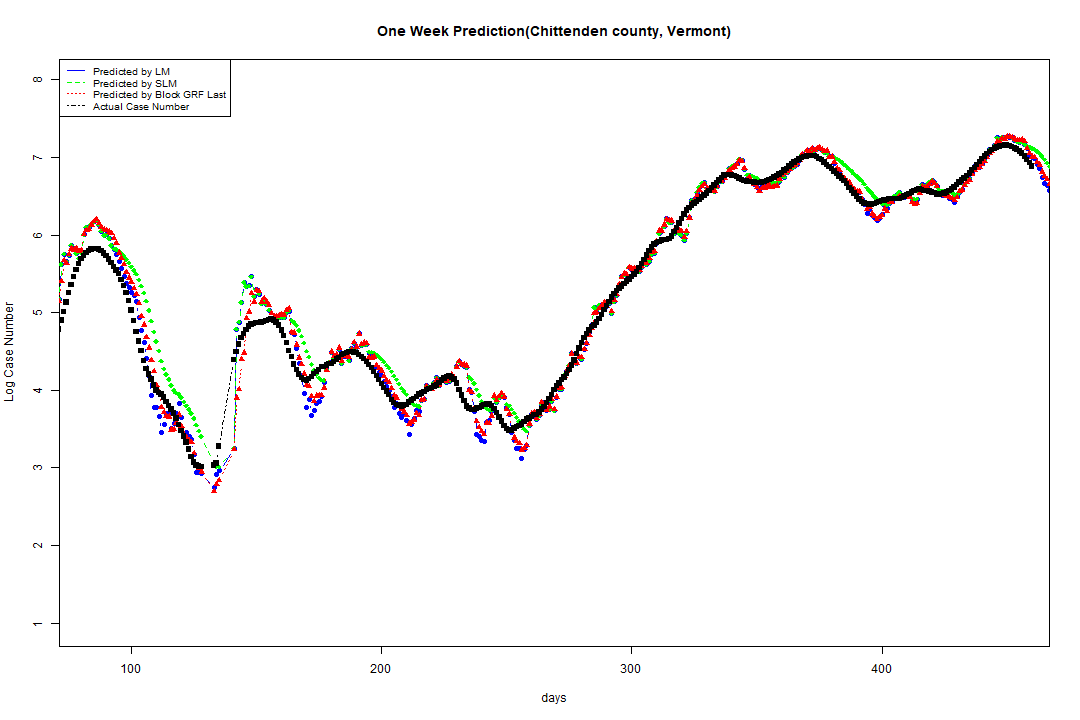 One Week Prediction(Chittenden county, Vermont)
Predicted by LM
Predicted by SLM
Predicted by Block GRF Last
Actual Case Number
8
7
6
5
4
3
2
1
Log Case Number
100 200 300 400
days